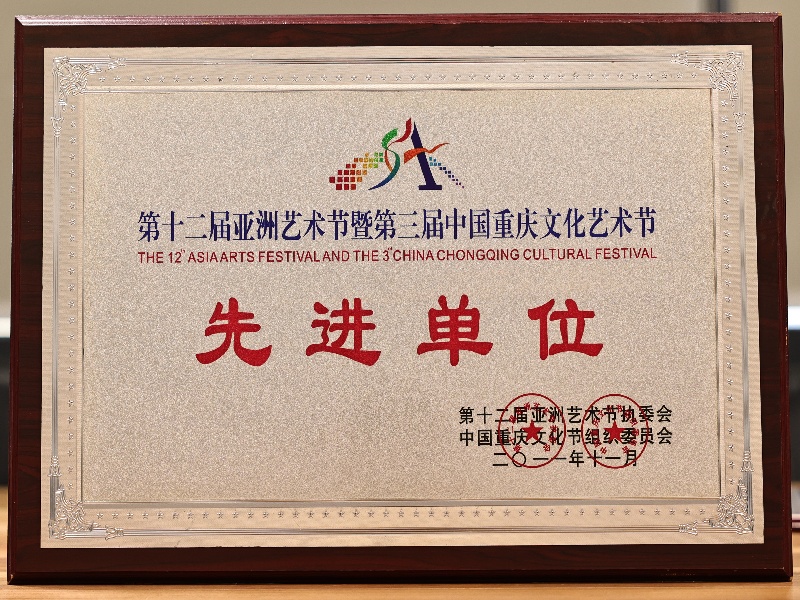 第十二届亚洲艺术节暨第三届中国重庆文化艺术节
THE 12th ASIA ARTS FESTIVAL AND THE 3rd CHINA CHONGQING CULTURAL FESTIVAL
先进单位
第十二届亚洲艺术节执委会
中国重庆文化节组织委员会
二〇一一年十一月